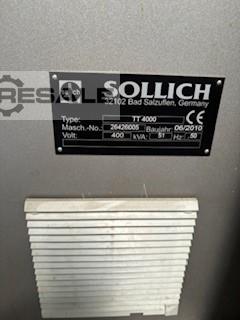 RESALE
SOLLICH
32102 Bad Salzuflen, Germany
Type: TT 4000
Masch.-No.: 26426005 Baujahr: 06/2010
Volt: 400 kVA: 51 Hz: 50